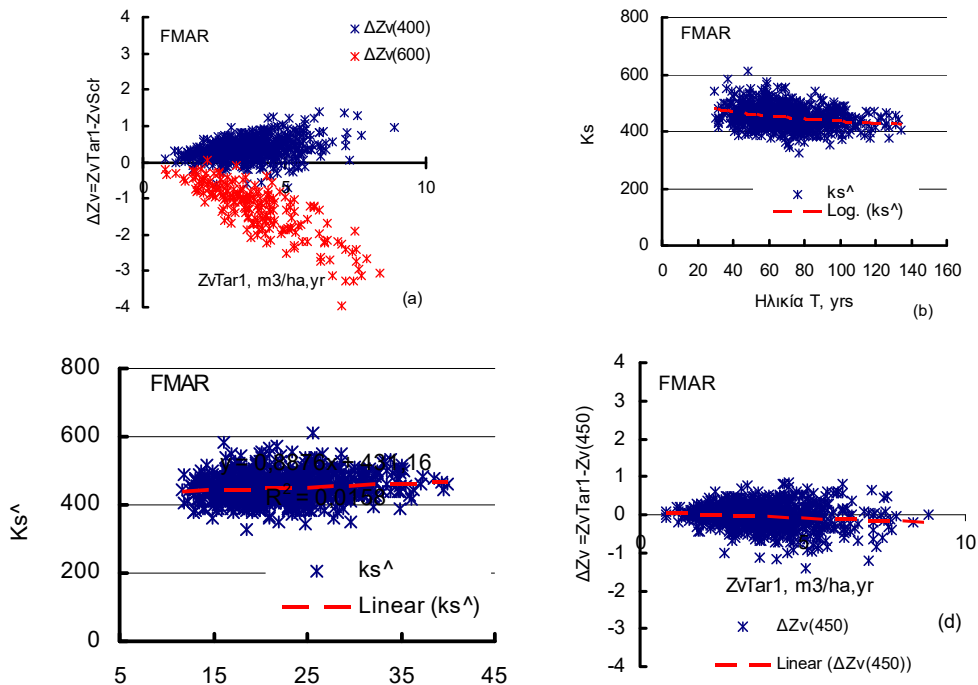 FMAR
ΔZv(400)
ΔZv(600)
ΔZv=ZvTar1-ZvSch
4
3
2
1
0
-1
-2
-3
-4
0
5
10
ZvTar1, m3/ha,yr
(a)
FMAR
Ks
800
600
400
200
0
ks^
Log. (ks^)
0 20 40 60 80 100 120 140 160
Ηλικία T, yrs
(b)
FMAR
Ks^
800
600
400
200
0
y = 0,8876x + 431,16
R² = 0,0158
ks^
Linear (ks^)
5 15 25 35 45
FMAR
ΔZv =ZvTar1-Zv(450)
4
3
2
1
0
-1
-2
-3
-4
0
5
10
ZvTar1, m3/ha,yr
ΔZv(450)
Linear (ΔZv(450))
(d)